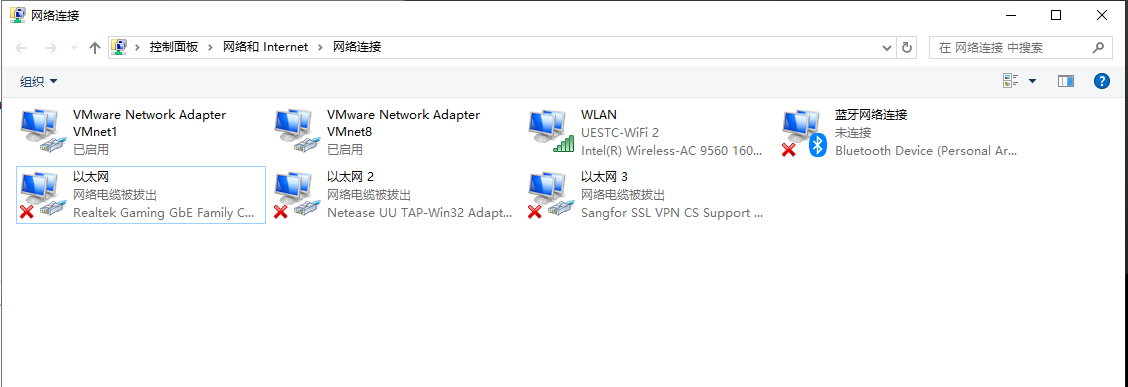 网络连接
控制面板 网络和 Internet 网络连接
在 网络连接 中搜索
组织
VMware Network Adapter
VMnet1
已启用
VMware Network Adapter
VMnet8
已启用
WLAN
UESTC-WiFi 2
Intel(R) Wireless-AC 9560 160...
蓝牙网络连接
未连接
Bluetooth Device (Personal Ar...
以太网
网络电缆被拔出
Realtek Gaming GbE Family C...
以太网 2
网络电缆被拔出
Netease UU TAP-Win32 Adapt...
以太网 3
网络电缆被拔出
Sangfor SSL VPN CS Support ...